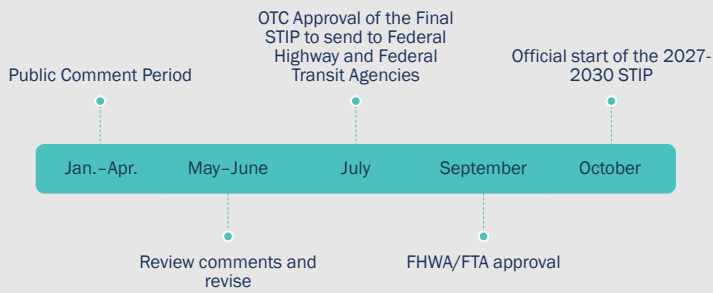 OTC Approval of the Final
STIP to send to Federal
Highway and Federal
Transit Agencies
Public Comment Period
Official start of the 2027-
2030 STIP
Jan.–Apr.
May–June
July
September
October
Review comments and
revise
FHWA/FTA approval